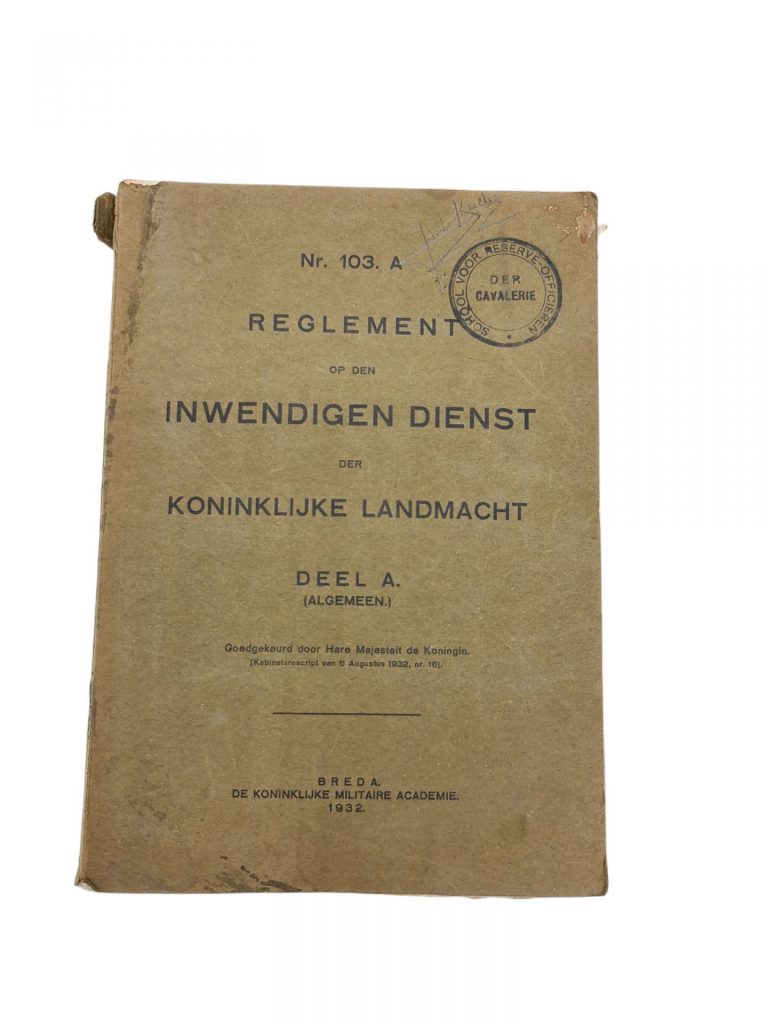 Nr. 103. A
SCHOOL VOOR RESERVE-OFFICIEREN
DER
CAVALERIE
REGLEMENT
OP DEN
INWENDIGEN DIENST
DER
KONINKLIJKE LANDMACHT
DEEL A.
(ALGEMEEN.)
Goedgekeurd door Hare Majesteit de Koningin.
(Kabinetsrescript van 6 Augustus 1932, nr. 16).
BREDA.
DE KONINKLIJKE MILITAIRE ACADEMIE.
1932.